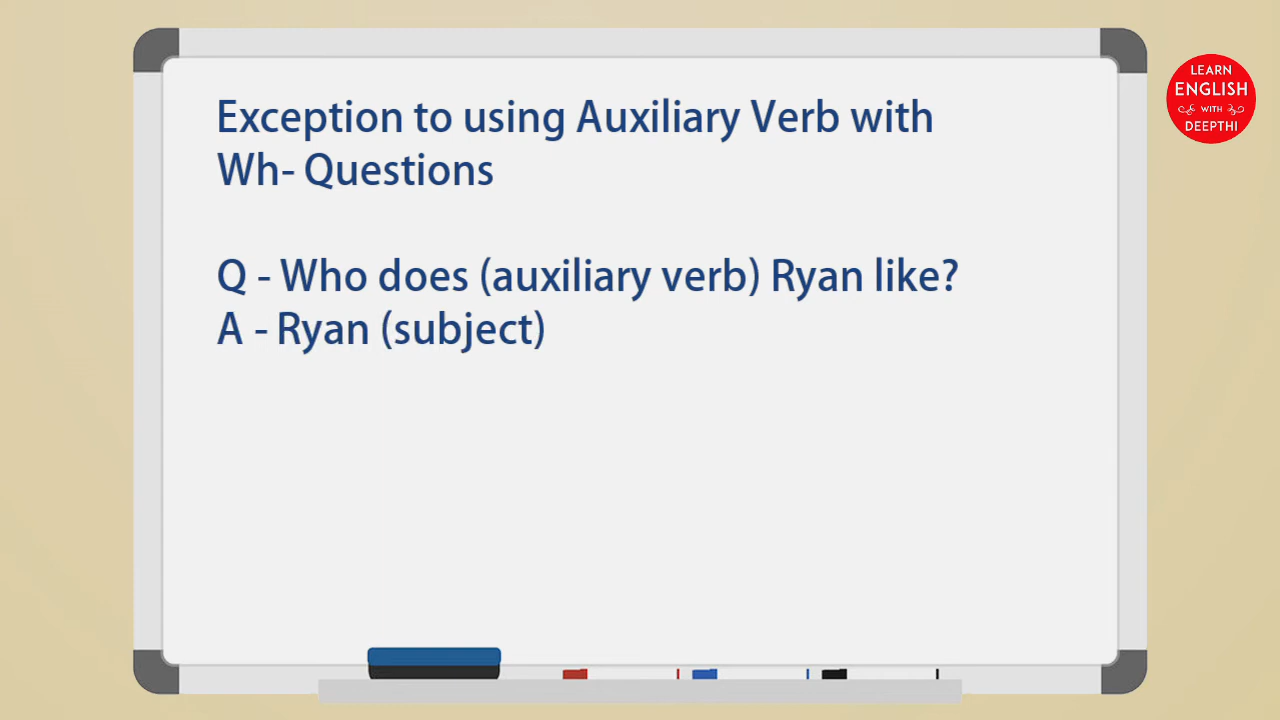 Exception to using Auxiliary Verb with
Wh- Questions
Q - Who does (auxiliary verb) Ryan like?
A - Ryan (subject)
LEARN
ENGLISH
WITH
DEEPTHI